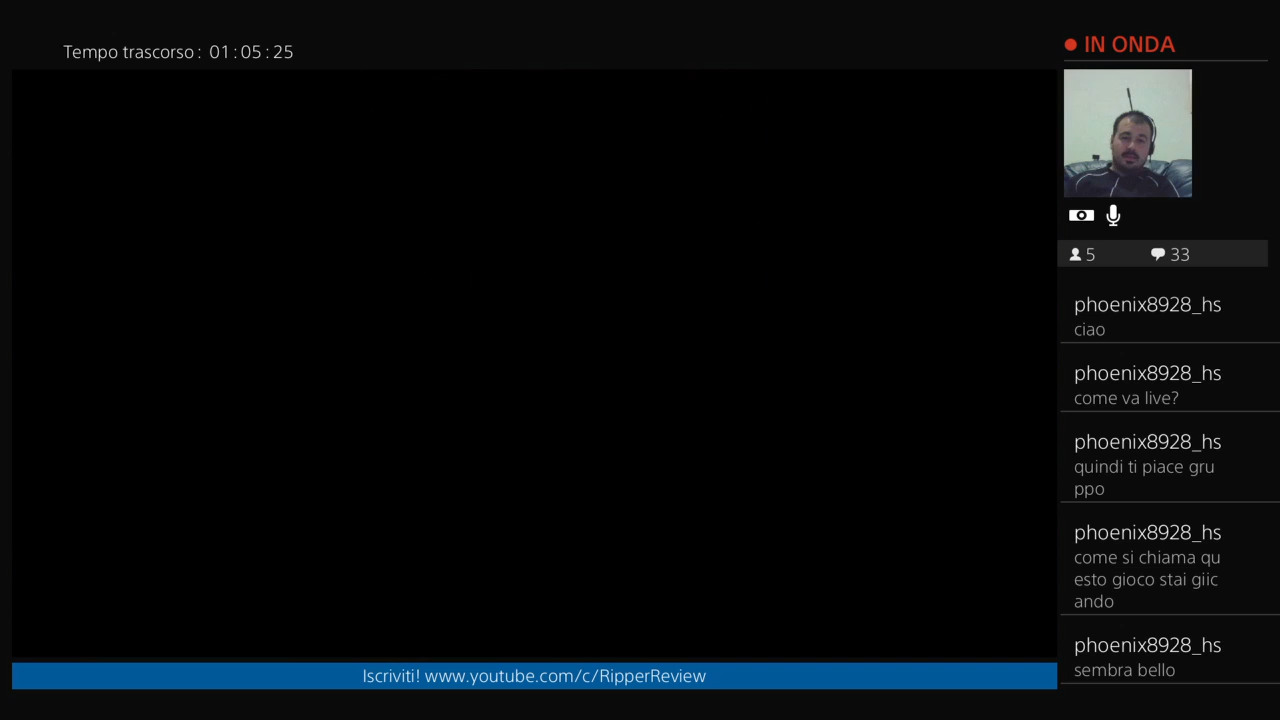 Tempo trascorso: 01:05:25
IN ONDA
5 33
phoenix8928_hs
ciao
phoenix8928_hs
come va live?
phoenix8928_hs
quindi ti piace gru
ppo
phoenix8928_hs
come si chiama qu
esto gioco stai giic
ando
phoenix8928_hs
sembra bello
Iscriviti! www.youtube.com/c/RipperReview